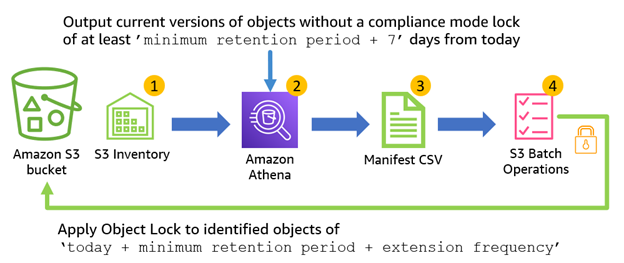 Output current versions of objects without a compliance mode lock
of at least 'minimum retention period + 7' days from today
1
2
3
4
Amazon S3
bucket
S3 Inventory
Amazon
Athena
Manifest CSV
S3 Batch
Operations
Apply Object Lock to identified objects of
'today + minimum retention period + extension frequency'